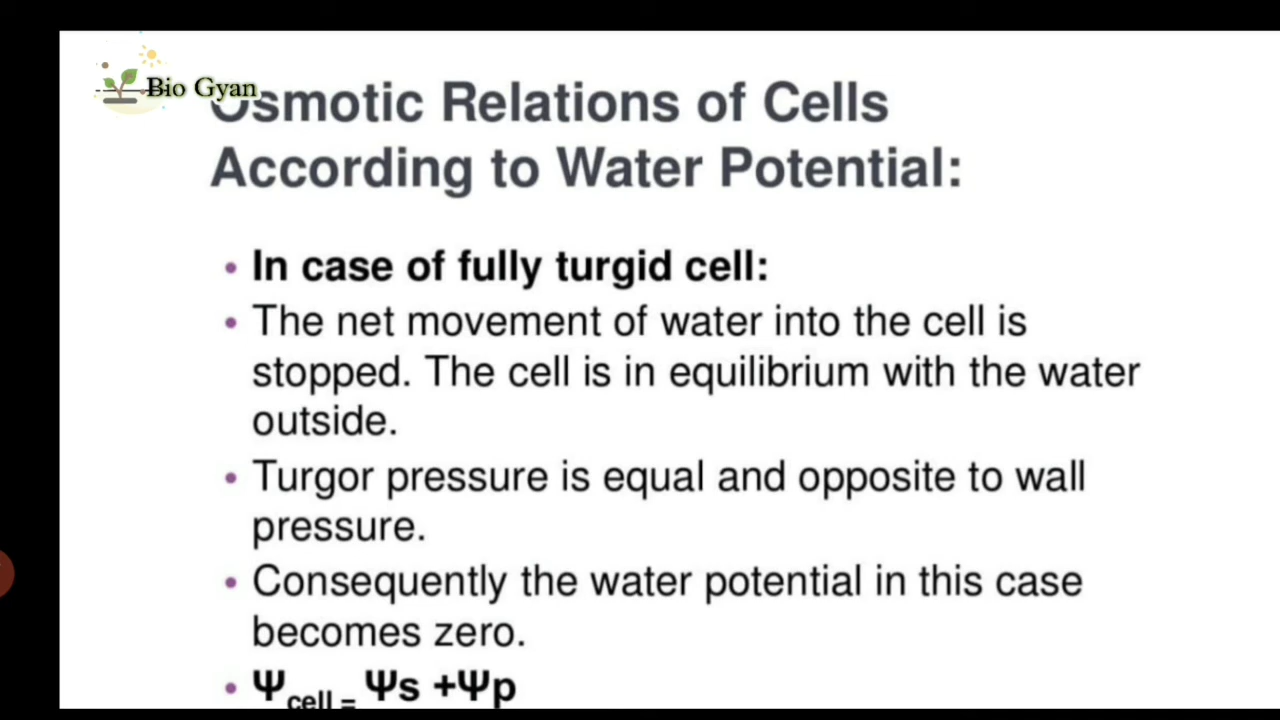 Bio Gyan
Osmotic Relations of Cells
According to Water Potential:
• In case of fully turgid cell:
• The net movement of water into the cell is
stopped. The cell is in equilibrium with the water
outside.
• Turgor pressure is equal and opposite to wall
pressure.
• Consequently the water potential in this case
becomes zero.
• Ψcell = Ψs +Ψp